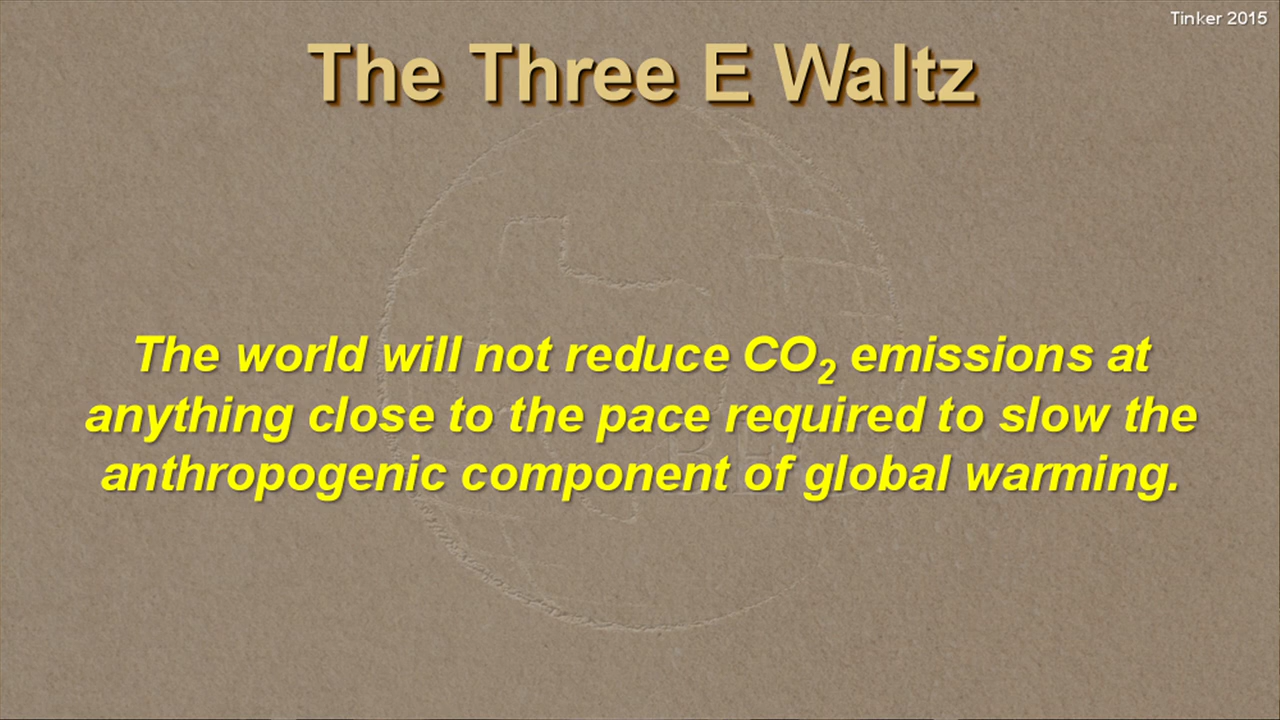 Tinker 2015
The Three E Waltz
The world will not reduce CO₂ emissions at
anything close to the pace required to slow the
anthropogenic component of global warming.